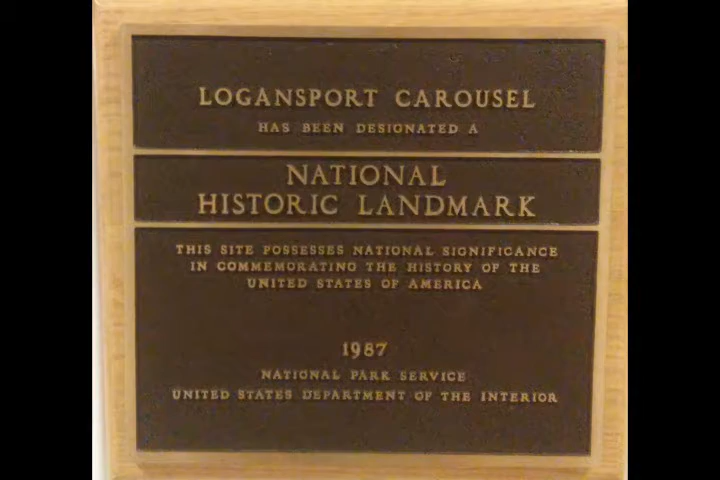 LOGANSPORT CAROUSEL
HAS BEEN DESIGNATED A
NATIONAL
HISTORIC LANDMARK
THIS SITE POSSESSES NATIONAL SIGNIFICANCE
IN COMMEMORATING THE HISTORY OF THE
UNITED STATES OF AMERICA
1987
NATIONAL PARK SERVICE
UNITED STATES DEPARTMENT OF THE INTERIOR